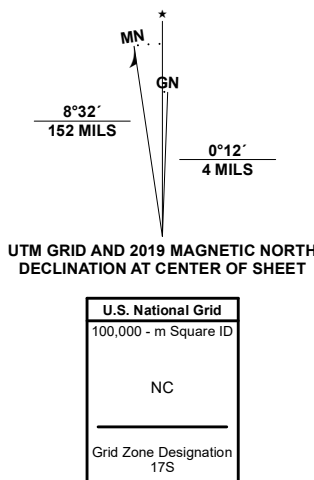 ★
MN
GN
8°32´
152 MILS
0°12´
4 MILS
UTM GRID AND 2019 MAGNETIC NORTH
DECLINATION AT CENTER OF SHEET
U.S. National Grid
100,000 - m Square ID
NC
Grid Zone Designation
17S